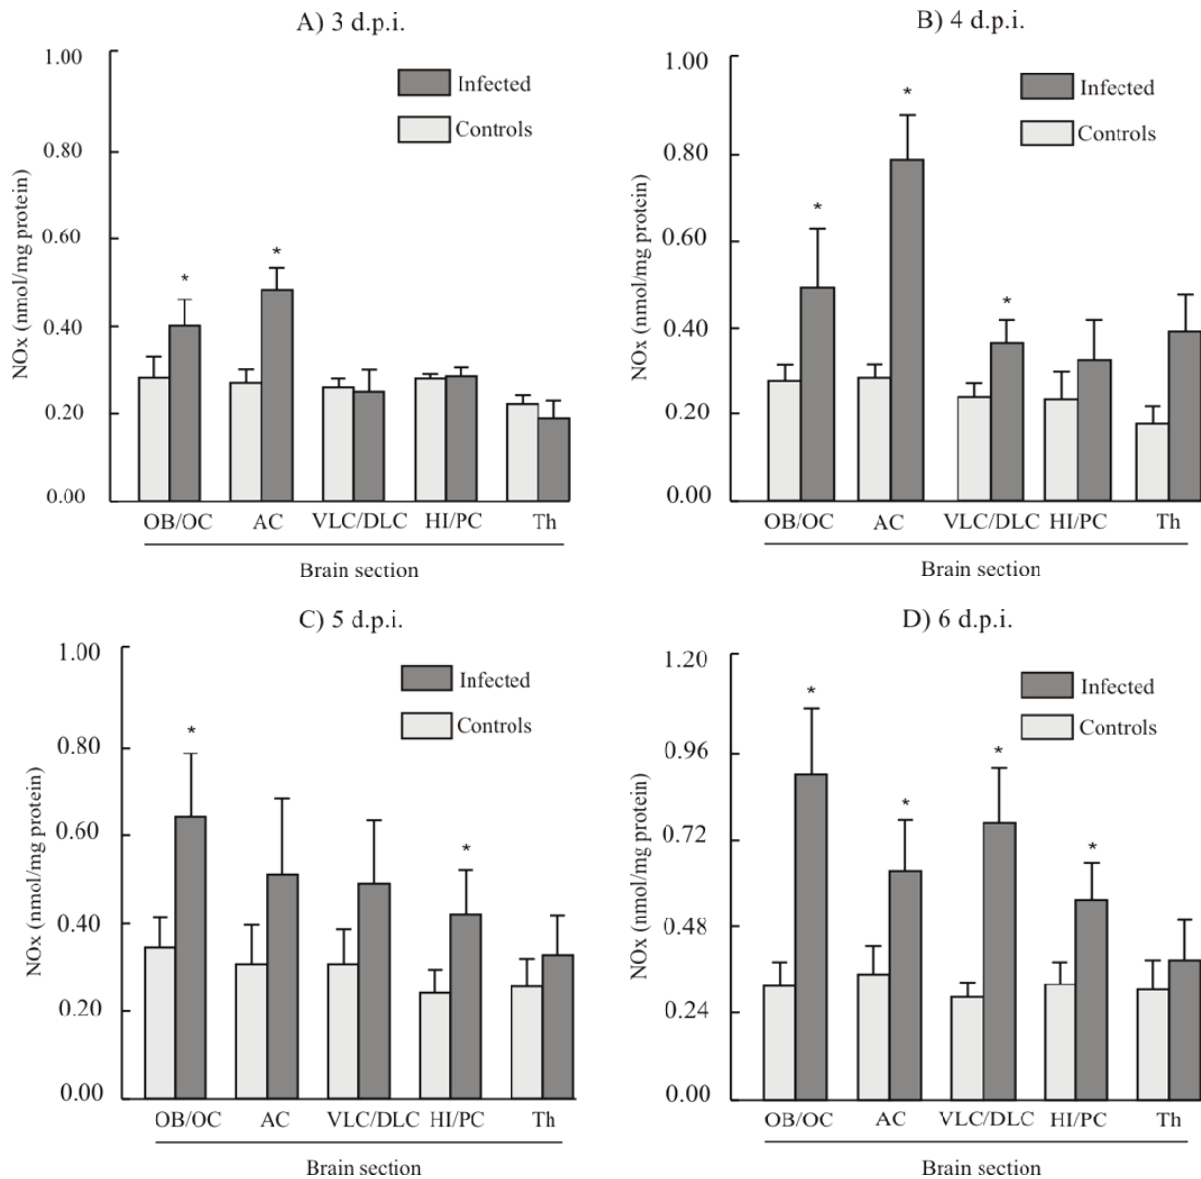 A) 3 d.p.i.
1.00
0.80
0.60
0.40
0.20
0.00
NOx (nmol/mg protein)
Infected
Controls
*
*
OB/OC AC VLC/DLC HI/PC Th
Brain section
B) 4 d.p.i.
1.00
0.80
0.60
0.40
0.20
0.00
NOx (nmol/mg protein)
Infected
Controls
*
*
*
OB/OC AC VLC/DLC HI/PC Th
Brain section
C) 5 d.p.i.
1.00
0.80
0.60
0.40
0.20
0.00
NOx (nmol/mg protein)
Infected
Controls
*
*
OB/OC AC VLC/DLC HI/PC Th
Brain section
D) 6 d.p.i.
1.20
0.96
0.72
0.48
0.24
0.00
NOx (nmol/mg protein)
Infected
Controls
*
*
*
*
OB/OC AC VLC/DLC HI/PC Th
Brain section